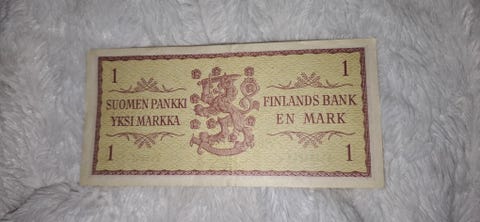 1 1
SUOMEN PANKKI FINLANDS BANK
YKSI MARKKA EN MARK
1 1